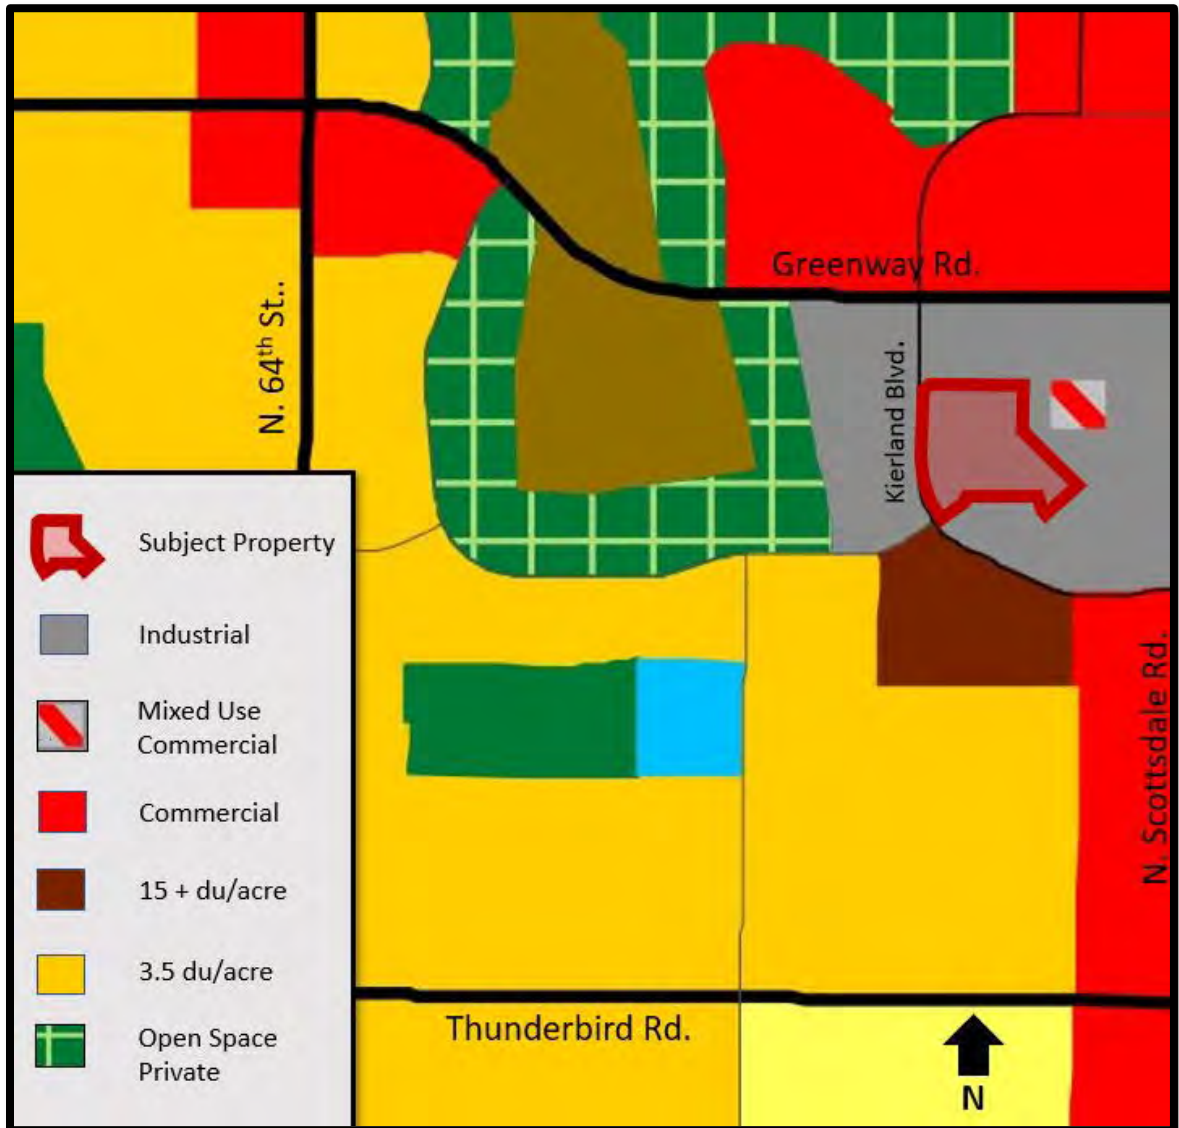 Greenway Rd.
N. 64th St..
Kierland Blvd.
Subject Property
Industrial
Mixed Use
Commercial
Commercial
15 + du/acre
3.5 du/acre
Open Space
Private
N. Scottsdale Rd.
Thunderbird Rd.
N